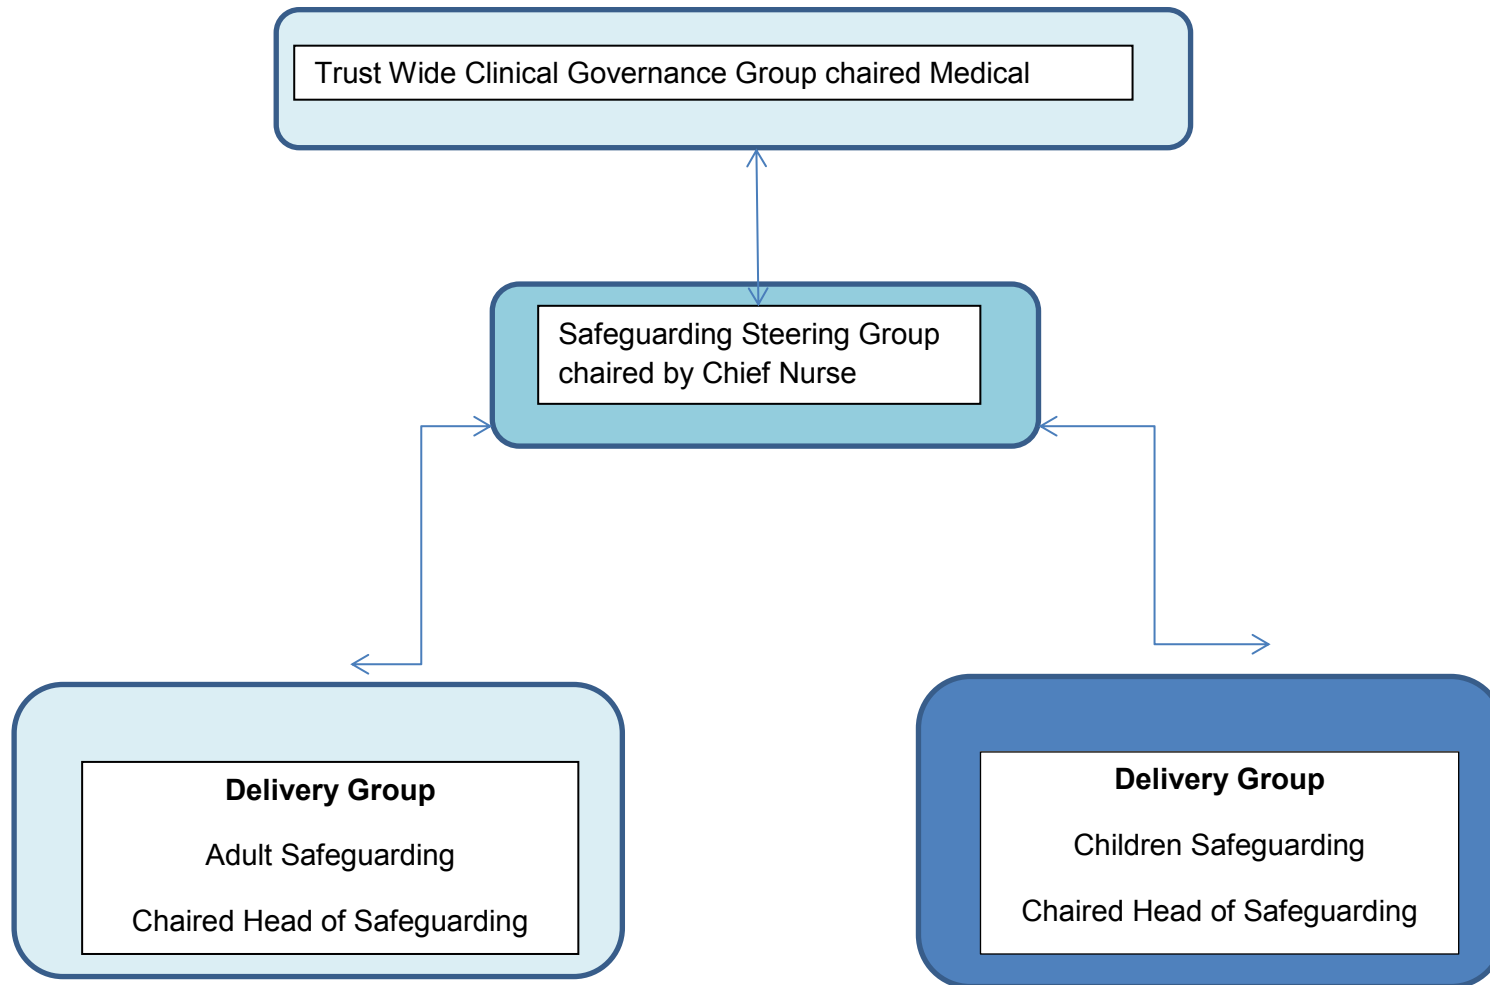 Trust Wide Clinical Governance Group chaired Medical
Safeguarding Steering Group
chaired by Chief Nurse
Delivery Group
Adult Safeguarding
Chaired Head of Safeguarding
Delivery Group
Children Safeguarding
Chaired Head of Safeguarding